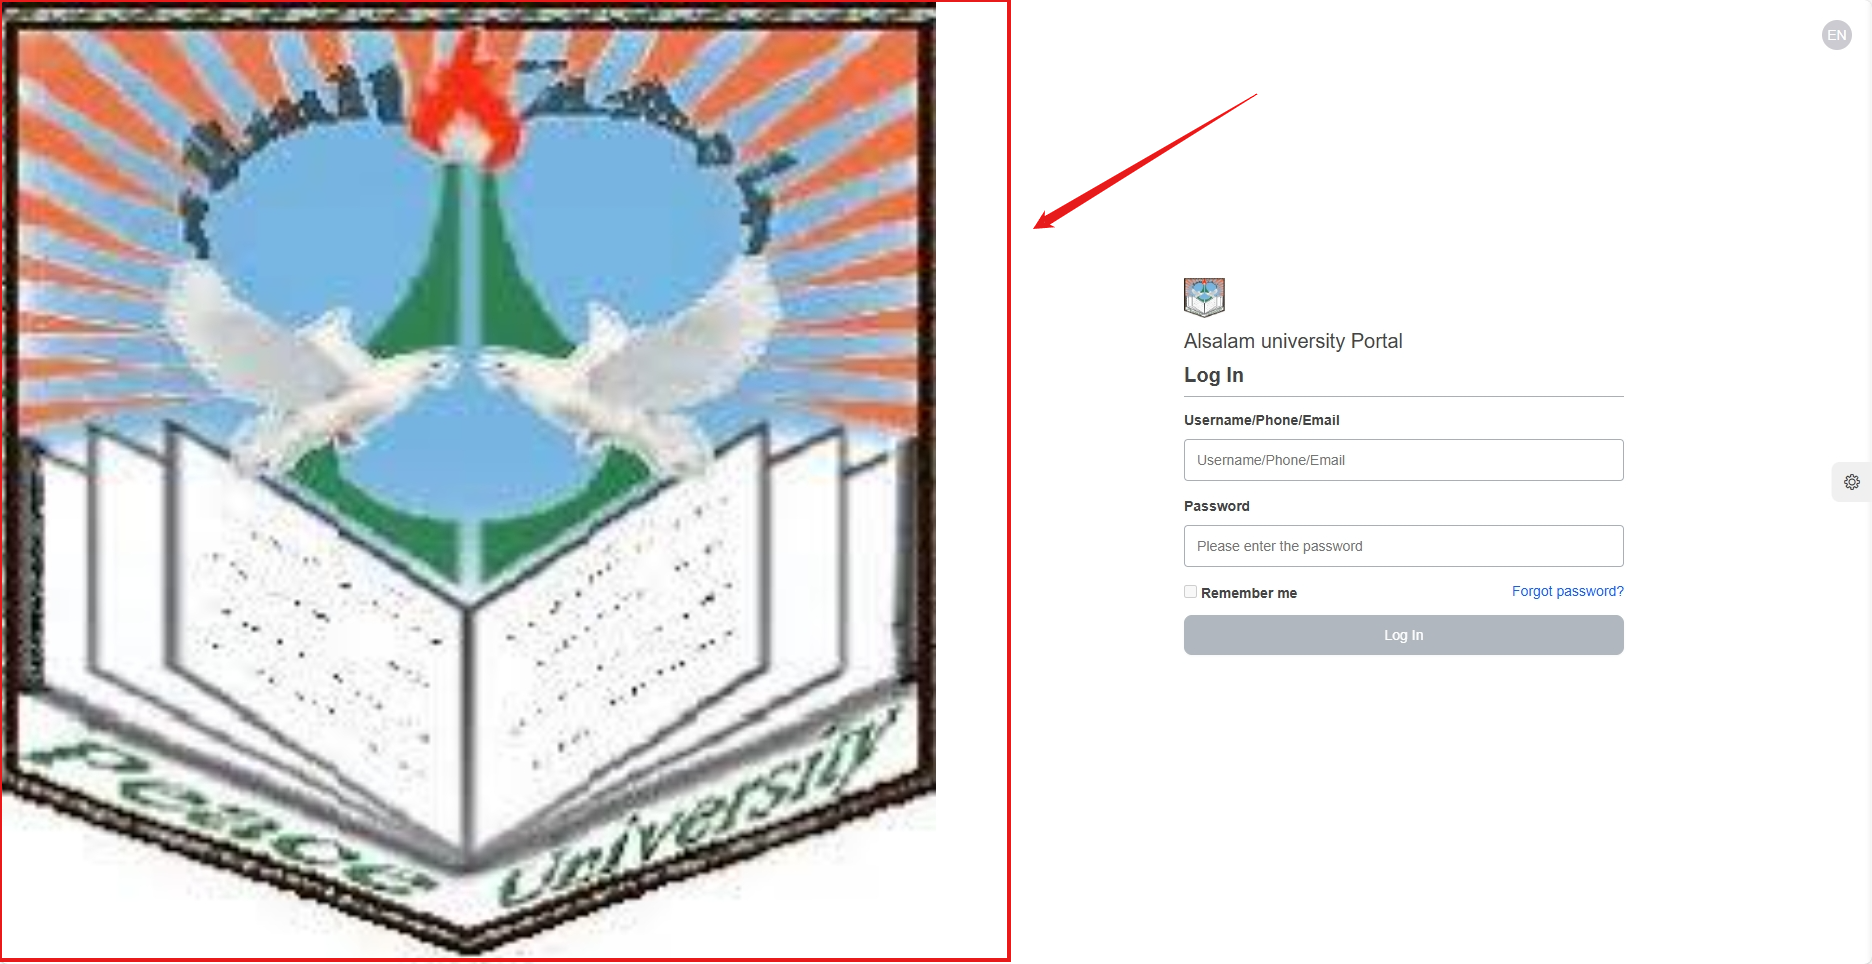 Peace University
EN
Alsalam university Portal
Log In
Username/Phone/Email
Username/Phone/Email
Password
Please enter the password
Remember me
Forgot password?
Log In